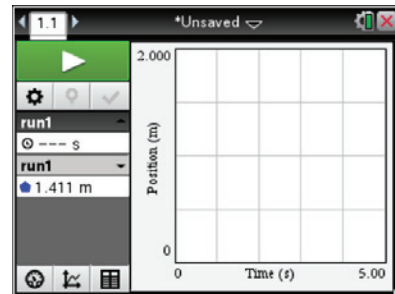 1.1
*Unsaved
run1
--- s
run1
1.411 m
2.000
Position (m)
0
0
Time (s)
5.00